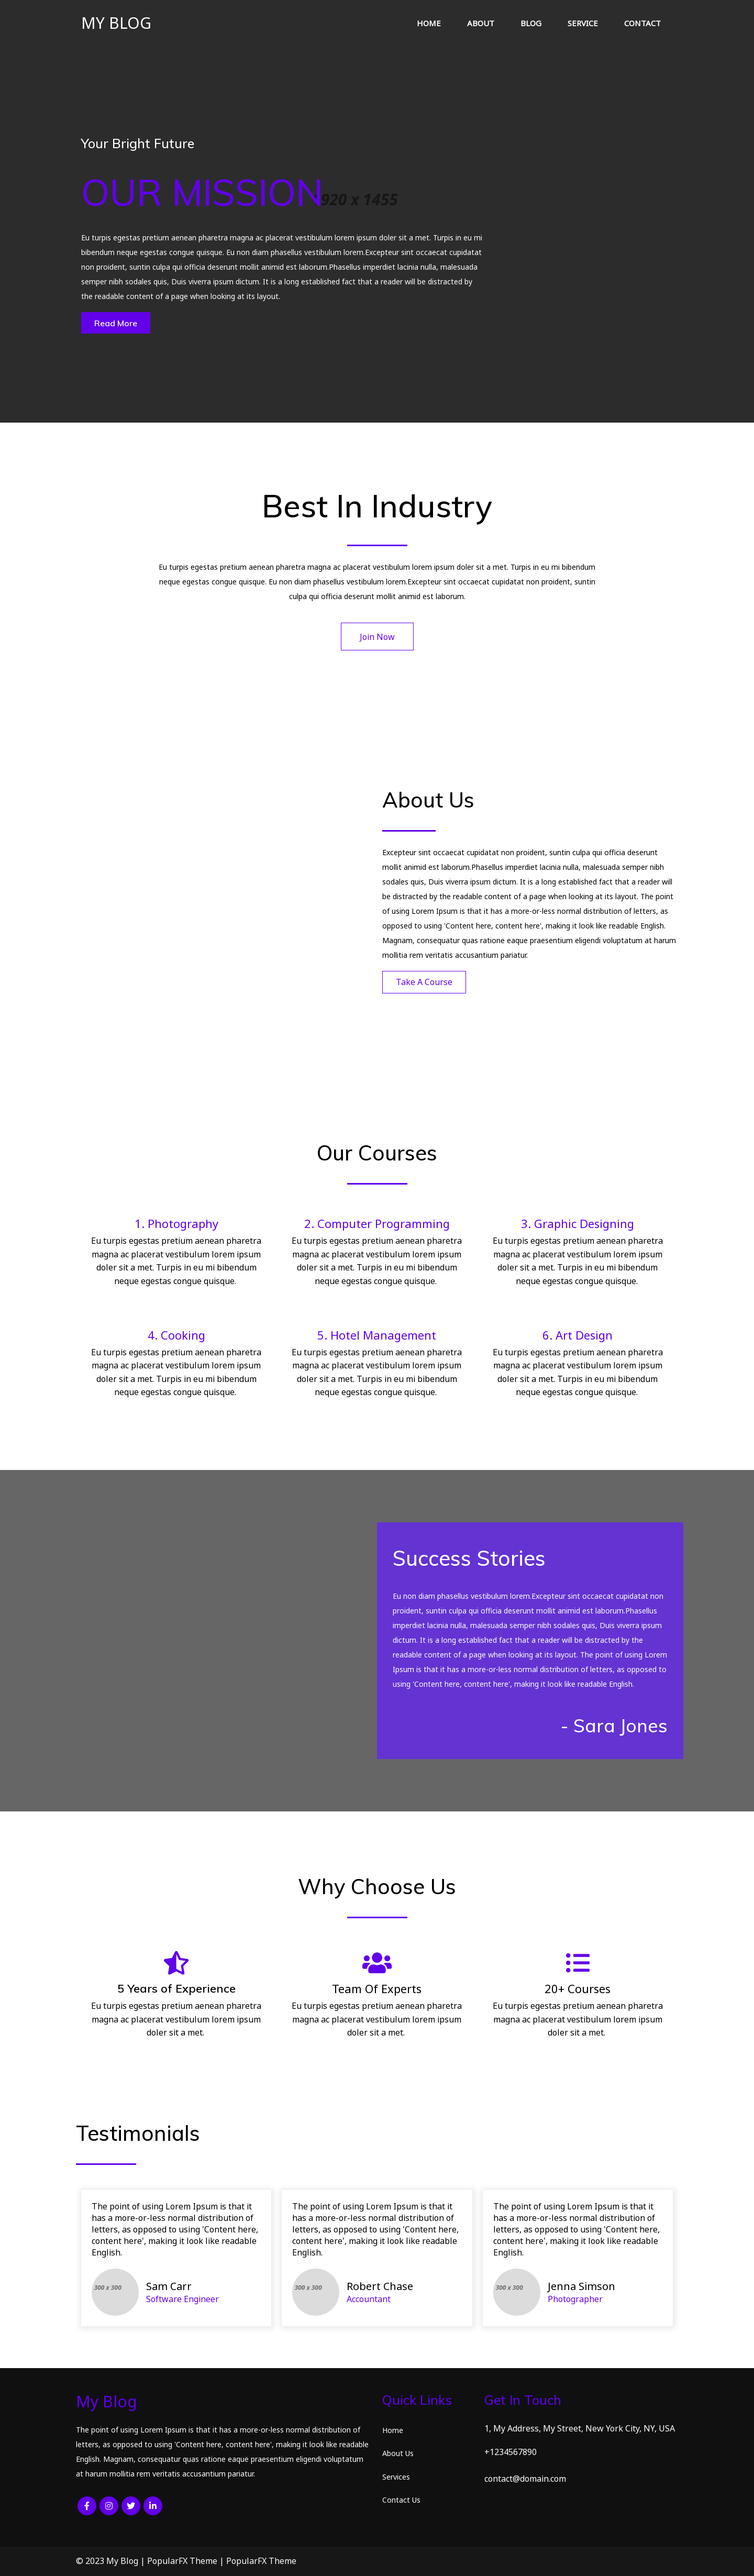 MY BLOG
HOME ABOUT BLOG SERVICE CONTACT
Your Bright Future
OUR MISSION
920 x 1455
Eu turpis egestas pretium aenean pharetra magna ac placerat vestibulum lorem ipsum doler sit a met. Turpis in eu mi
bibendum neque egestas congue quisque. Eu non diam phasellus vestibulum lorem.Excepteur sint occaecat cupidatat
non proident, suntin culpa qui officia deserunt mollit animid est laborum.Phasellus imperdiet lacinia nulla, malesuada
semper nibh sodales quis, Duis viverra ipsum dictum. It is a long established fact that a reader will be distracted by
the readable content of a page when looking at its layout.
Read More
Best In Industry
Eu turpis egestas pretium aenean pharetra magna ac placerat vestibulum lorem ipsum doler sit a met. Turpis in eu mi bibendum
neque egestas congue quisque. Eu non diam phasellus vestibulum lorem.Excepteur sint occaecat cupidatat non proident, suntin
culpa qui officia deserunt mollit animid est laborum.
Join Now
About Us
Excepteur sint occaecat cupidatat non proident, suntin culpa qui officia deserunt
mollit animid est laborum.Phasellus imperdiet lacinia nulla, malesuada semper nibh
sodales quis, Duis viverra ipsum dictum. It is a long established fact that a reader will
be distracted by the readable content of a page when looking at its layout. The point
of using Lorem Ipsum is that it has a more-or-less normal distribution of letters, as
opposed to using 'Content here, content here', making it look like readable English.
Magnam, consequatur quas ratione eaque praesentium eligendi voluptatum at harum
mollitia rem veritatis accusantium pariatur.
Take A Course
Our Courses
1. Photography
Eu turpis egestas pretium aenean pharetra
magna ac placerat vestibulum lorem ipsum
doler sit a met. Turpis in eu mi bibendum
neque egestas congue quisque.
2. Computer Programming
Eu turpis egestas pretium aenean pharetra
magna ac placerat vestibulum lorem ipsum
doler sit a met. Turpis in eu mi bibendum
neque egestas congue quisque.
3. Graphic Designing
Eu turpis egestas pretium aenean pharetra
magna ac placerat vestibulum lorem ipsum
doler sit a met. Turpis in eu mi bibendum
neque egestas congue quisque.
4. Cooking
Eu turpis egestas pretium aenean pharetra
magna ac placerat vestibulum lorem ipsum
doler sit a met. Turpis in eu mi bibendum
neque egestas congue quisque.
5. Hotel Management
Eu turpis egestas pretium aenean pharetra
magna ac placerat vestibulum lorem ipsum
doler sit a met. Turpis in eu mi bibendum
neque egestas congue quisque.
6. Art Design
Eu turpis egestas pretium aenean pharetra
magna ac placerat vestibulum lorem ipsum
doler sit a met. Turpis in eu mi bibendum
neque egestas congue quisque.
Success Stories
Eu non diam phasellus vestibulum lorem.Excepteur sint occaecat cupidatat non
proident, suntin culpa qui officia deserunt mollit animid est laborum.Phasellus
imperdiet lacinia nulla, malesuada semper nibh sodales quis, Duis viverra ipsum
dictum. It is a long established fact that a reader will be distracted by the
readable content of a page when looking at its layout. The point of using Lorem
Ipsum is that it has a more-or-less normal distribution of letters, as opposed to
using 'Content here, content here', making it look like readable English.
- Sara Jones
Why Choose Us
5 Years of Experience
Eu turpis egestas pretium aenean pharetra
magna ac placerat vestibulum lorem ipsum
doler sit a met.
Team Of Experts
Eu turpis egestas pretium aenean pharetra
magna ac placerat vestibulum lorem ipsum
doler sit a met.
20+ Courses
Eu turpis egestas pretium aenean pharetra
magna ac placerat vestibulum lorem ipsum
doler sit a met.
Testimonials
The point of using Lorem Ipsum is that it
has a more-or-less normal distribution of
letters, as opposed to using 'Content here,
content here', making it look like readable
English.
300 x 300
Sam Carr
Software Engineer
The point of using Lorem Ipsum is that it
has a more-or-less normal distribution of
letters, as opposed to using 'Content here,
content here', making it look like readable
English.
300 x 300
Robert Chase
Accountant
The point of using Lorem Ipsum is that it
has a more-or-less normal distribution of
letters, as opposed to using 'Content here,
content here', making it look like readable
English.
300 x 300
Jenna Simson
Photographer
My Blog
The point of using Lorem Ipsum is that it has a more-or-less normal distribution of
letters, as opposed to using 'Content here, content here', making it look like readable
English. Magnam, consequatur quas ratione eaque praesentium eligendi voluptatum
at harum mollitia rem veritatis accusantium pariatur.
Quick Links
Home
About Us
Services
Contact Us
Get In Touch
1, My Address, My Street, New York City, NY, USA
+1234567890
contact@domain.com
© 2023 My Blog | PopularFX Theme | PopularFX Theme